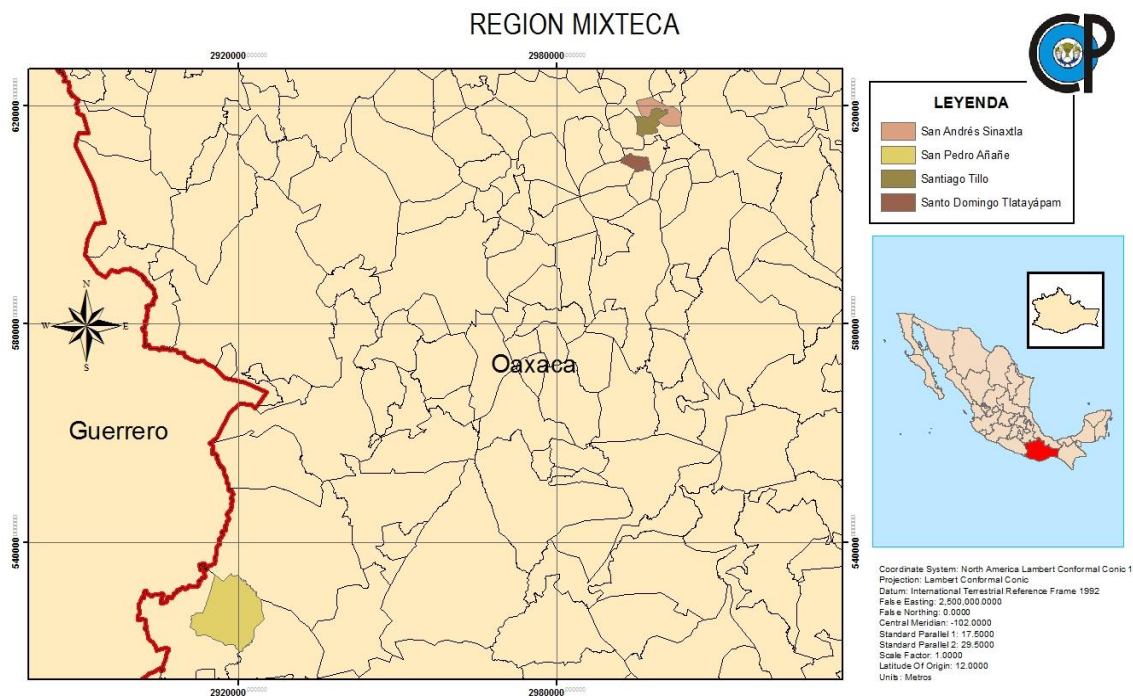 REGION MIXTECA
CP
2920000
2980000
620000
620000
LEYENDA
San Andrés Sinaxtla
San Pedro Añañe
Santiago Tillo
Santo Domingo Tlatayápam
N
W
E
S
580000
580000
Oaxaca
Guerrero
540000
540000
2920000
2980000
Coordinate System: North America Lambert Conformal Conic 1
Projection: Lambert Conformal Conic
Datum: International Terrestrial Reference Frame 1992
False Easting: 2,500,000.0000
False Northing: 0.0000
Central Meridian: -102.0000
Standard Parallel 1: 17.5000
Standard Parallel 2: 29.5000
Scale Factor: 1.0000
Latitude Of Origin: 12.0000
Units: Metros